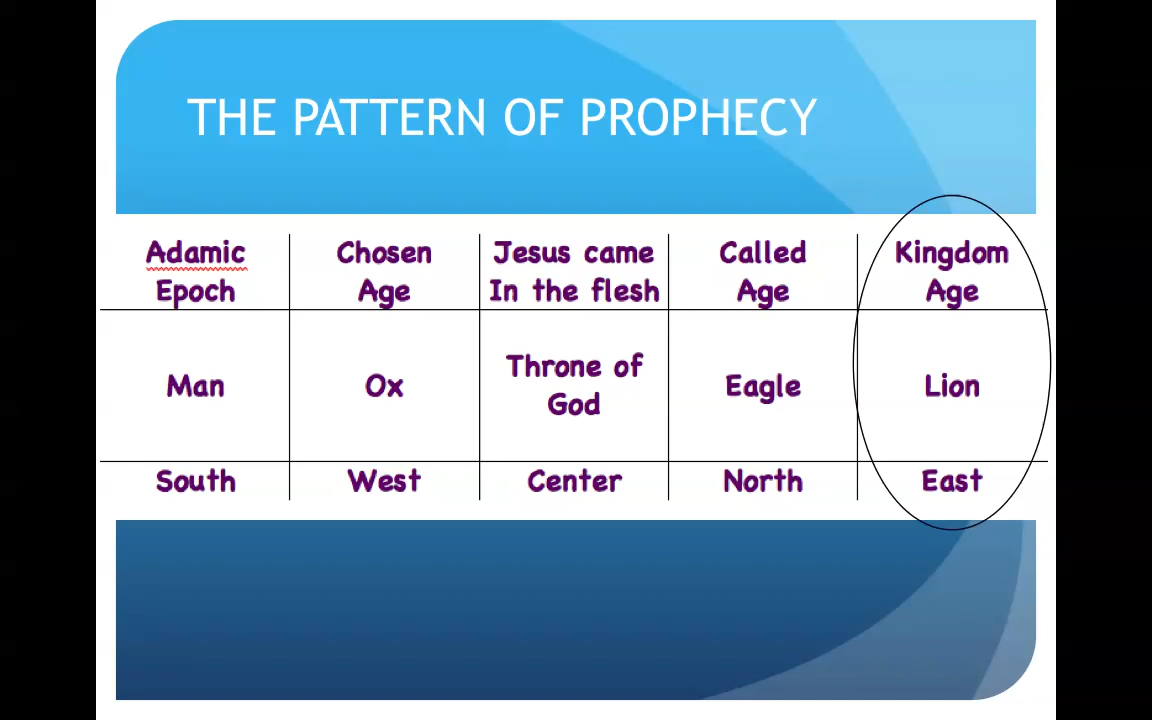 THE PATTERN OF PROPHECY
Adamic
Epoch
Chosen
Age
Jesus came
In the flesh
Called
Age
Kingdom
Age
Man
Ox
Throne of
God
Eagle
Lion
South
West
Center
North
East